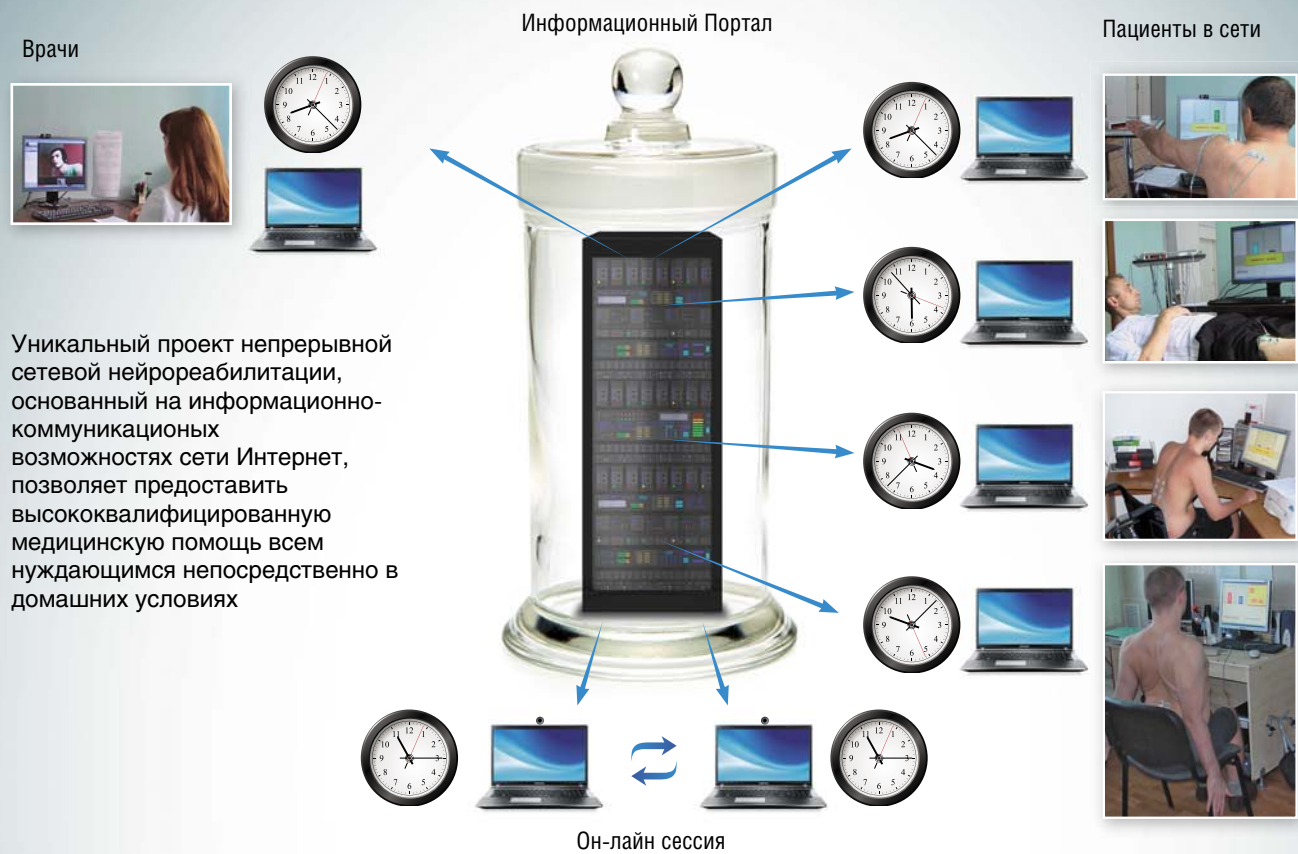 Информационный Портал
Врачи
Пациенты в сети
Уникальный проект непрерывной
сетевой нейрореабилитации,
основанный на информационно-
коммуникационых
возможностях сети Интернет,
позволяет предоставить
высококвалифицированную
медицинскую помощь всем
нуждающимся непосредственно в
домашних условиях
Он-лайн сессия